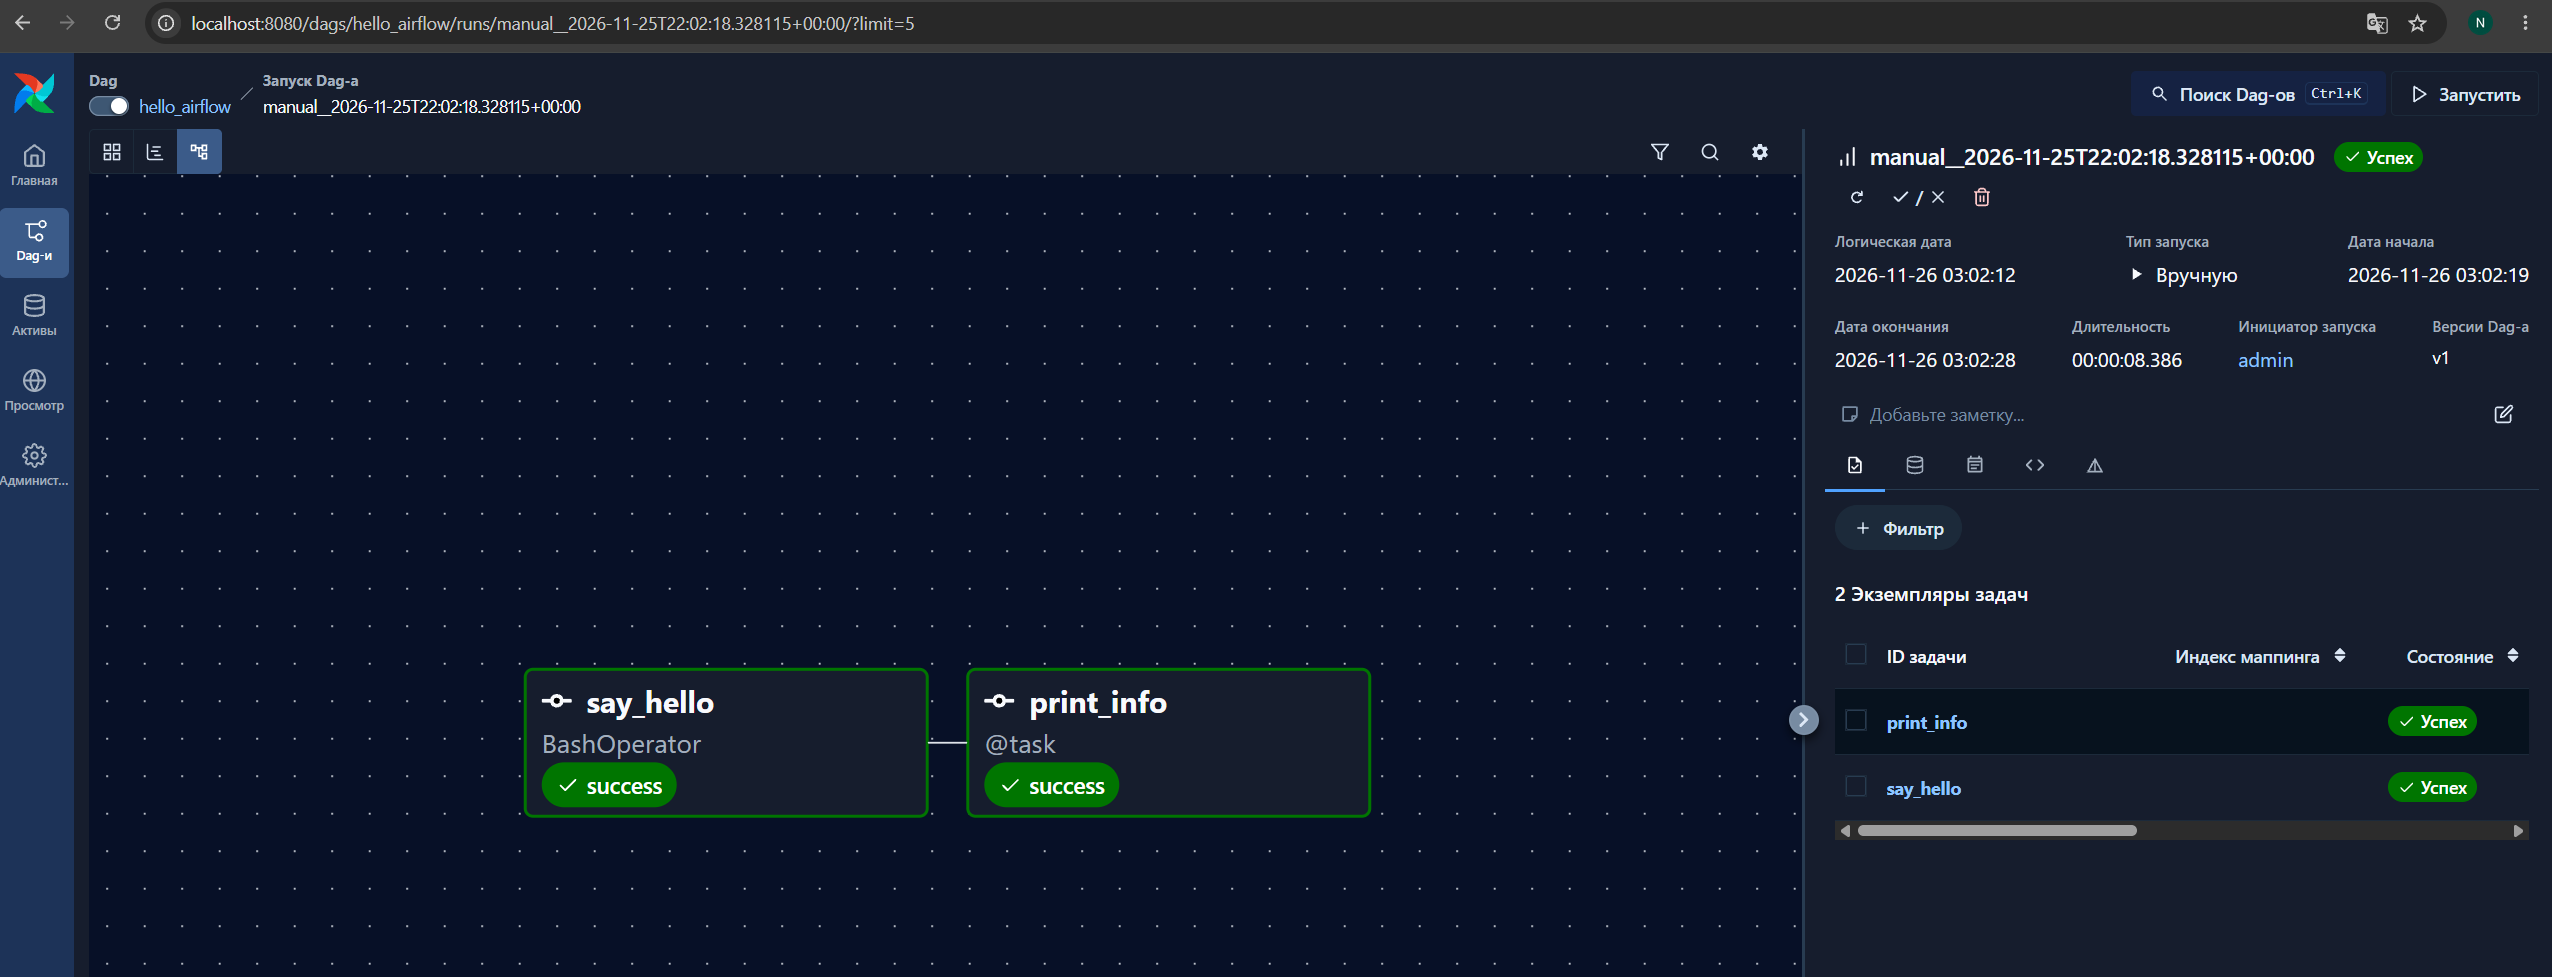 localhost:8080/dags/hello_airflow/runs/manual__2026-11-25T22:02:18.328115+00:00/?limit=5
N
Dag
hello_airflow
Запуск Dag-а
manual__2026-11-25T22:02:18.328115+00:00
Поиск Dag-ов Ctrl+K
Запустить
Главная
Dag-и
Активы
Просмотр
Админист...
say_hello
BashOperator
success
print_info
@task
success
manual__2026-11-25T22:02:18.328115+00:00 Успех
/
Логическая дата Тип запуска Дата начала
2026-11-26 03:02:12 Вручную 2026-11-26 03:02:19
Дата окончания Длительность Инициатор запуска Версии Dag-а
2026-11-26 03:02:28 00:00:08.386 admin v1
Добавьте заметку...
+ Фильтр
2 Экземпляры задач
ID задачи Индекс маппинга Состояние
print_info Успех
say_hello Успех